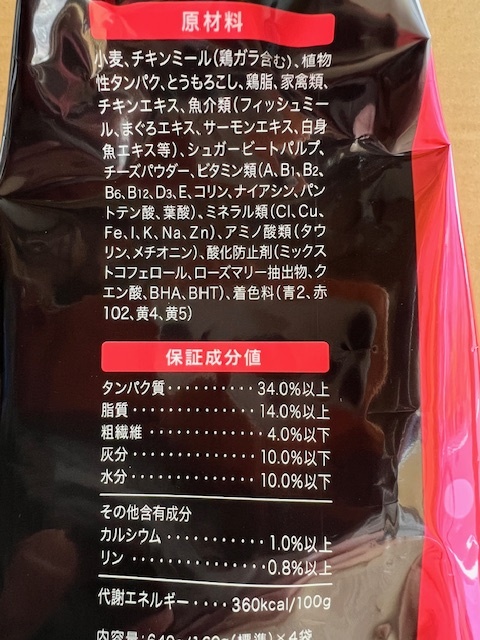 原材料
小麦、チキンミール(鶏ガラ含む)、植物
性タンパク、とうもろこし、鶏脂、家禽類、
チキンエキス、魚介類(フィッシュミー
ル、まぐろエキス、サーモンエキス、白身
魚エキス等)、シュガービートパルプ、
チーズパウダー、ビタミン類(A、B1、B2、
B6、B12、D3、E、コリン、ナイアシン、パン
トテン酸、葉酸)、ミネラル類(Cl、Cu、
Fe、I、K、Na、Zn)、アミノ酸類(タウ
リン、メチオニン)、酸化防止剤(ミックス
トコフェロール、ローズマリー抽出物、ク
エン酸、BHA、BHT)、着色料(青2、赤
102、黄4、黄5)
保証成分値
タンパク質・・・・・・・・・・34.0%以上
脂質・・・・・・・・・・・・・・14.0%以上
粗繊維・・・・・・・・・・・・・4.0%以下
灰分・・・・・・・・・・・・・・10.0%以下
水分・・・・・・・・・・・・・・10.0%以下
その他含有成分
カルシウム・・・・・・・・・・・1.0%以上
リン・・・・・・・・・・・・・・0.8%以上
代謝エネルギー・・・・360kcal/100g
内容量:640g/160g(標準)×4袋